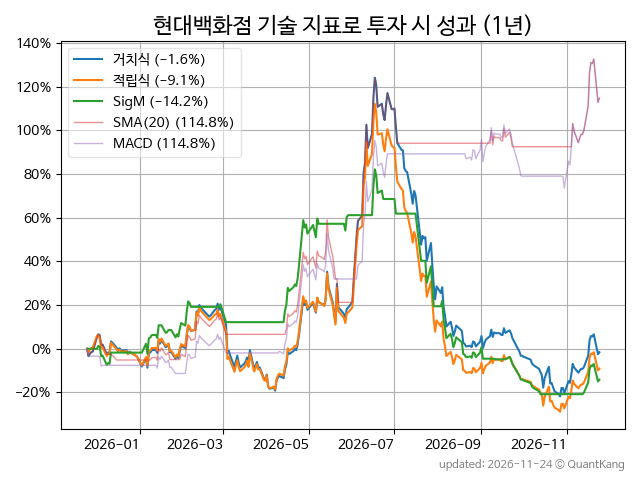 현대백화점 기술 지표로 투자 시 성과 (1년)
140%
120%
100%
80%
60%
40%
20%
0%
−20%
거치식 (−1.6%)
적립식 (−9.1%)
SigM (−14.2%)
SMA(20) (114.8%)
MACD (114.8%)
2026−01
2026−03
2026−05
2026−07
2026−09
2026−11
updated: 2026−11−24 © QuantKang